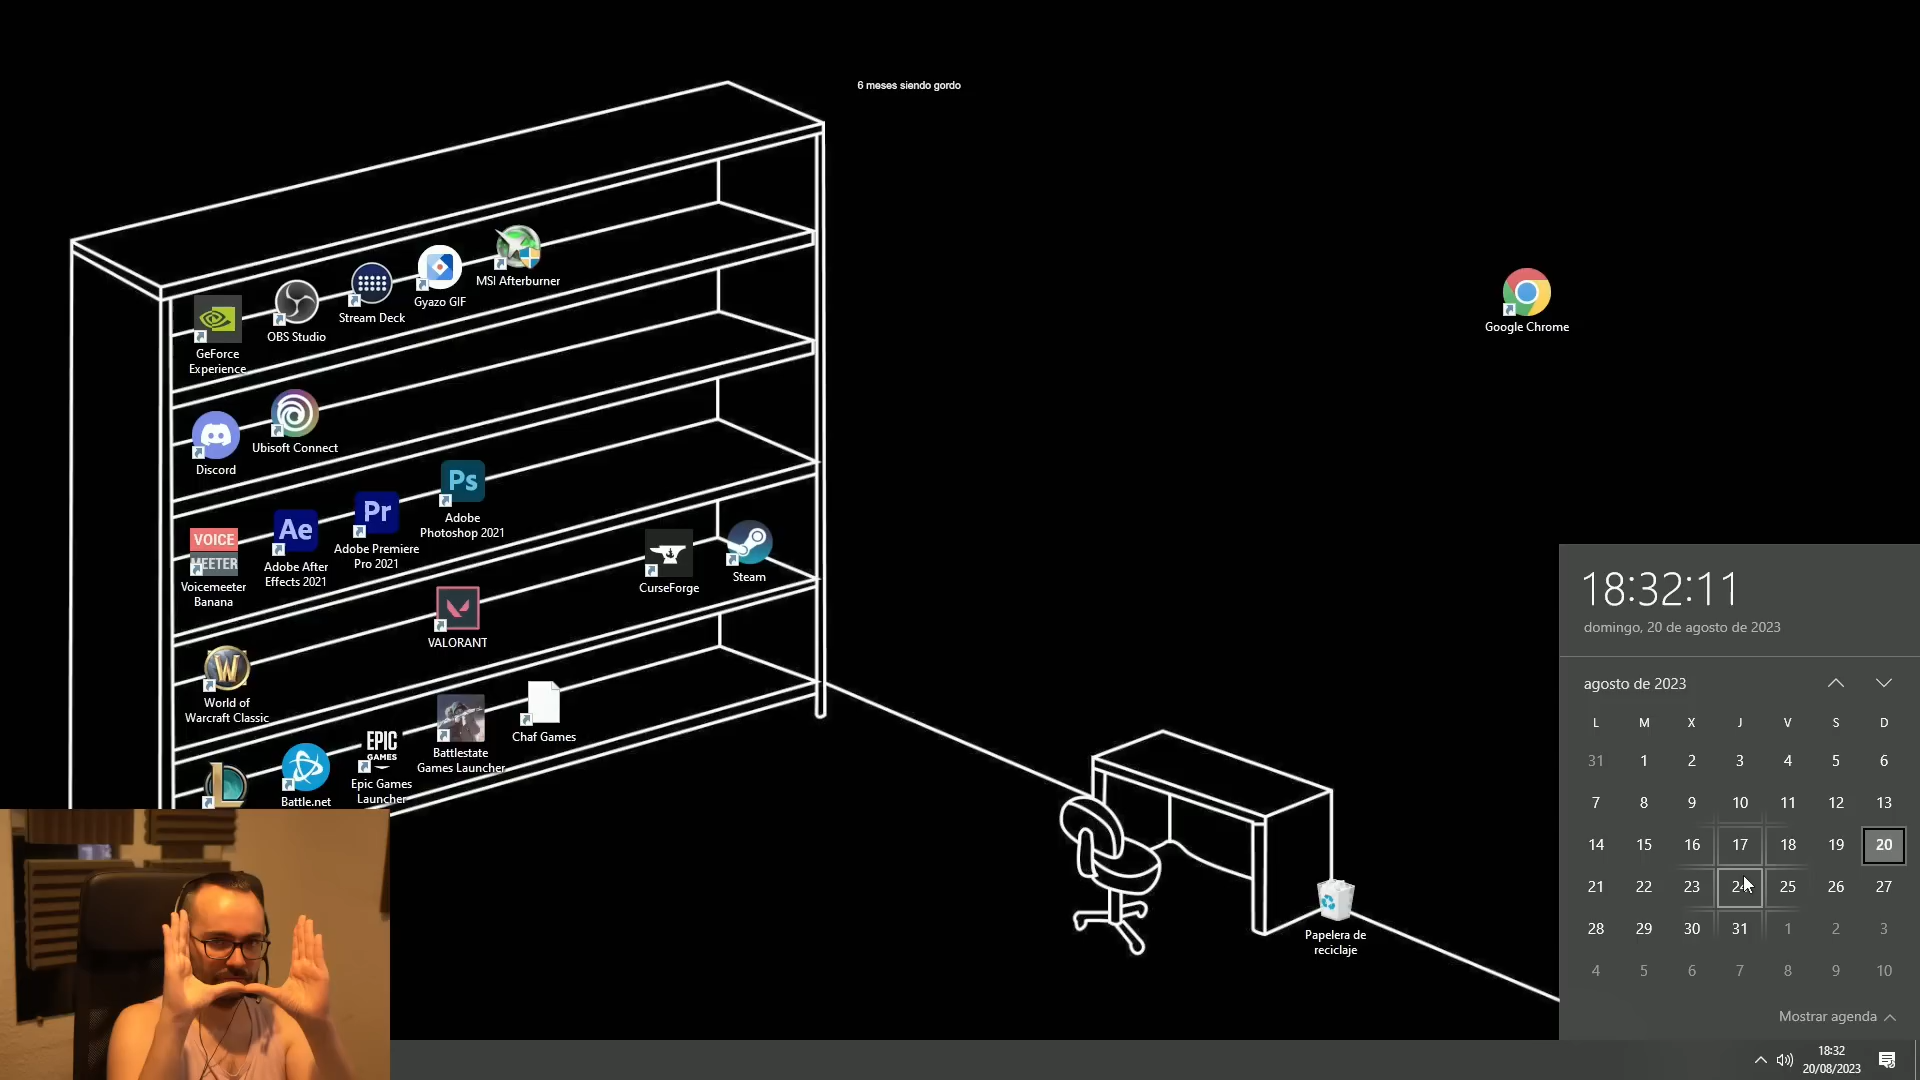 6 meses siendo gordo
MSI Afterburner
Gyazo GIF
Stream Deck
OBS Studio
GeForce
Experience
Google Chrome
Ubisoft Connect
Discord
Ps
Adobe
Photoshop 2021
Pr
Adobe Premiere
Pro 2021
Ae
Adobe After
Effects 2021
VOICE
MEETER
Voicemeeter
Banana
CurseForge
Steam
VALORANT
W
World of
Warcraft Classic
Chaf Games
Battlestate
Games Launcher
EPIC
GAMES
Epic Games
Launcher
Battle.net
L
Papelera de
reciclaje
18:32:11
domingo, 20 de agosto de 2023
agosto de 2023
L M X J V S D
31 1 2 3 4 5 6
7 8 9 10 11 12 13
14 15 16 17 18 19 20
21 22 23 24 25 26 27
28 29 30 31 1 2 3
4 5 6 7 8 9 10
Mostrar agenda
18:32
20/08/2023